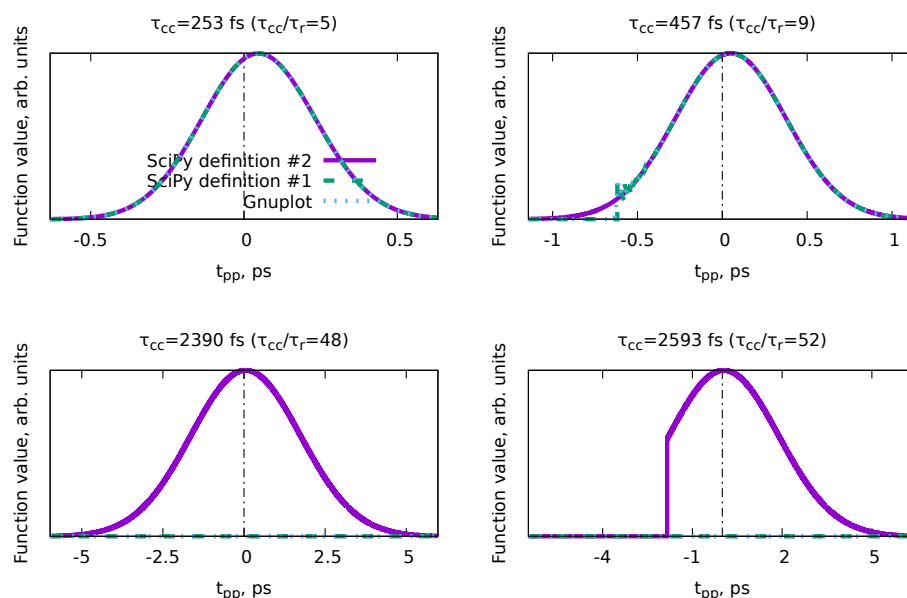 τcc=253 fs (τcc/τr=5)
Function value, arb. units
SciPy definition #2
SciPy definition #1
Gnuplot
-0.5 0 0.5
tpp, ps
τcc=457 fs (τcc/τr=9)
Function value, arb. units
-1 -0.5 0 0.5 1
tpp, ps
τcc=2390 fs (τcc/τr=48)
Function value, arb. units
-5 -2.5 0 2.5 5
tpp, ps
τcc=2593 fs (τcc/τr=52)
Function value, arb. units
-4 -1 2 5
tpp, ps